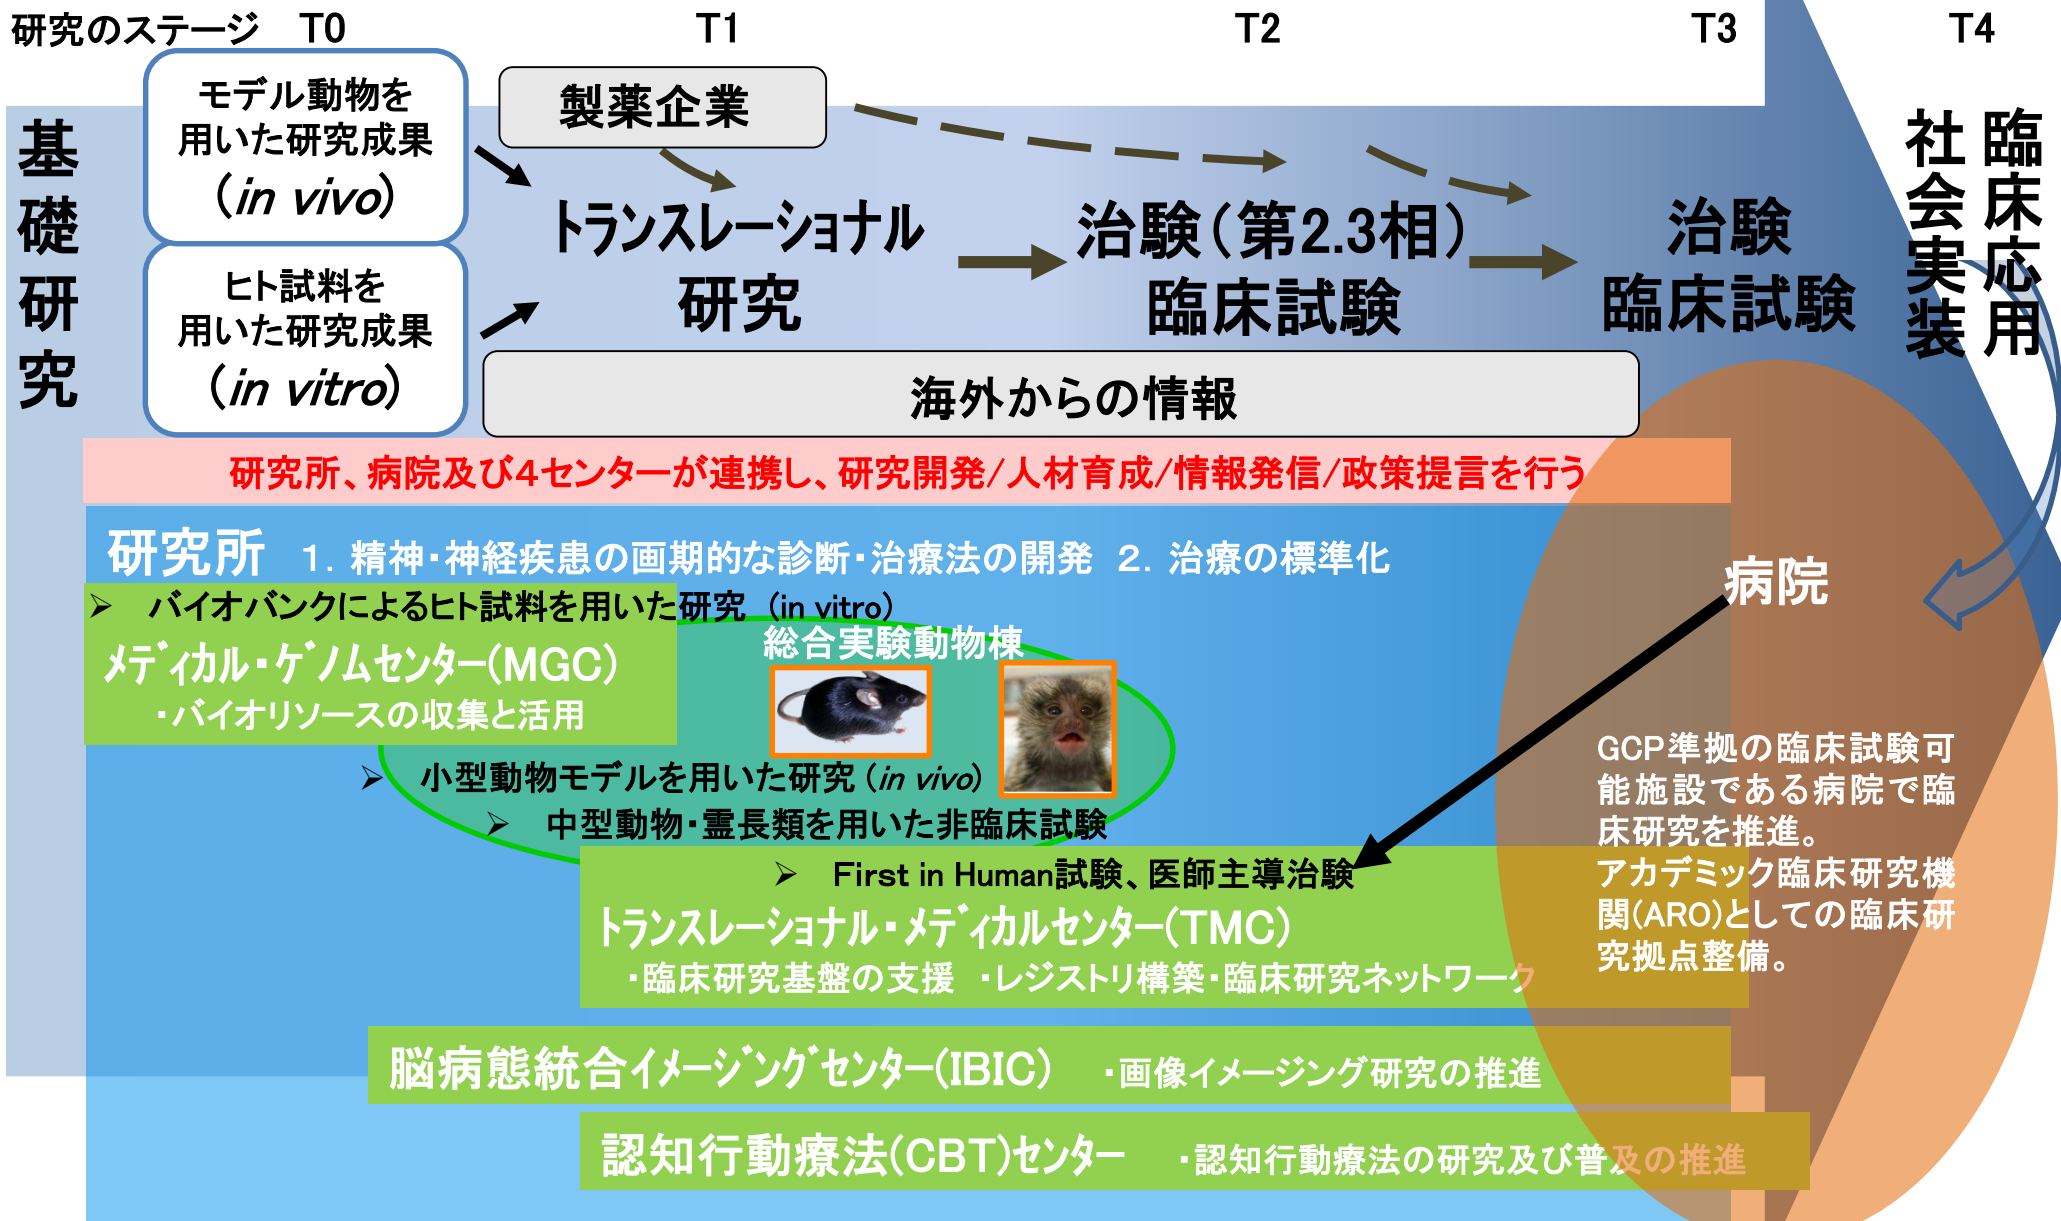 研究のステージ T0 T1 T2 T3 T4
基礎研究
モデル動物を
用いた研究成果
(in vivo)
ヒト試料を
用いた研究成果
(in vitro)
製薬企業
トランスレーショナル
研究
治験(第2.3相)
臨床試験
治験
臨床試験
臨床応用
社会実装
海外からの情報
研究所、病院及び4センターが連携し、研究開発/人材育成/情報発信/政策提言を行う
研究所 1. 精神・神経疾患の画期的な診断・治療法の開発 2. 治療の標準化
➢ バイオバンクによるヒト試料を用いた研究 (in vitro)
メディカル・ゲノムセンター(MGC)
・バイオリソースの収集と活用
総合実験動物棟
➢ 小型動物モデルを用いた研究(in vivo)
➢ 中型動物・霊長類を用いた非臨床試験
➢ First in Human試験、医師主導治験
トランスレーショナル・メディカルセンター(TMC)
・臨床研究基盤の支援 ・レジストリ構築・臨床研究ネットワーク
脳病態統合イメージングセンター(IBIC) ・画像イメージング研究の推進
認知行動療法(CBT)センター ・認知行動療法の研究及び普及の推進
病院
GCP準拠の臨床試験可
能施設である病院で臨
床研究を推進。
アカデミック臨床研究機
関(ARO)としての臨床研
究拠点整備。